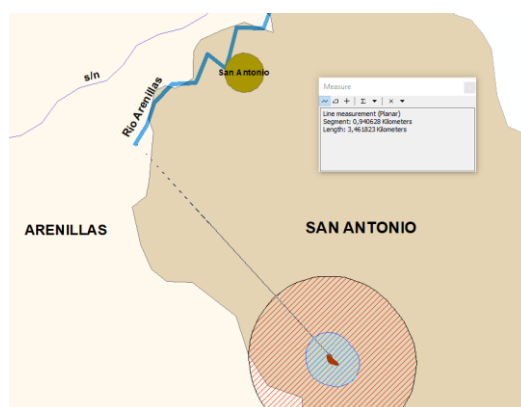 s/n
Rio Arenillas
San Antonio
Measure
Line measurement (Planar)
Segment: 0,940628 Kilometers
Length: 3,461823 Kilometers
ARENILLAS
SAN ANTONIO